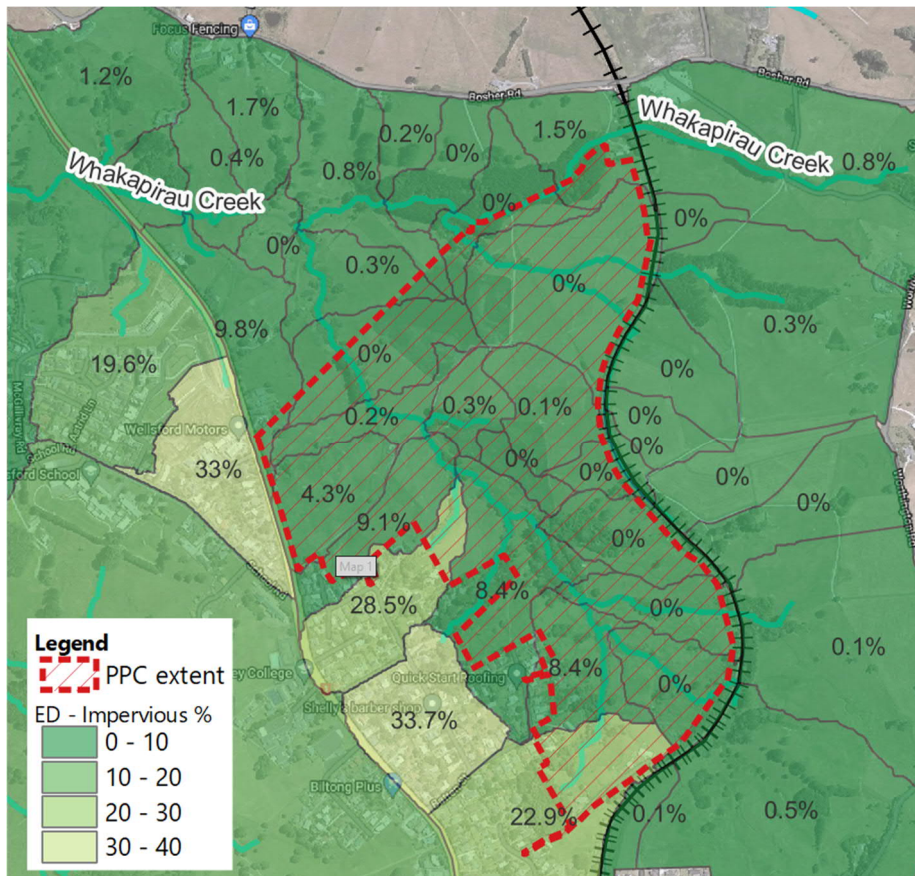 Focus Fencing
Bosher Rd
Bosher Rd
Whakapirau Creek
Whakapirau Creek
1.2%
1.7%
0.2%
1.5%
0.4%
0.8%
0%
0.8%
0%
0%
0%
0.3%
0%
0.3%
9.8%
19.6%
0%
0%
0%
0.2%
0.3%
0.1%
0%
0%
Wellsford Motors
33%
4.3%
0%
0%
0%
0%
9.1%
0%
Worthington Rd
Map 1
28.5%
8.4%
0%
0.1%
8.4%
0%
Quick Start Roofing
Shelly's barber shop
33.7%
Biltong Plus
22.9%
0.1%
0.5%
Legend
PPC extent
ED - Impervious %
0 - 10
10 - 20
20 - 30
30 - 40